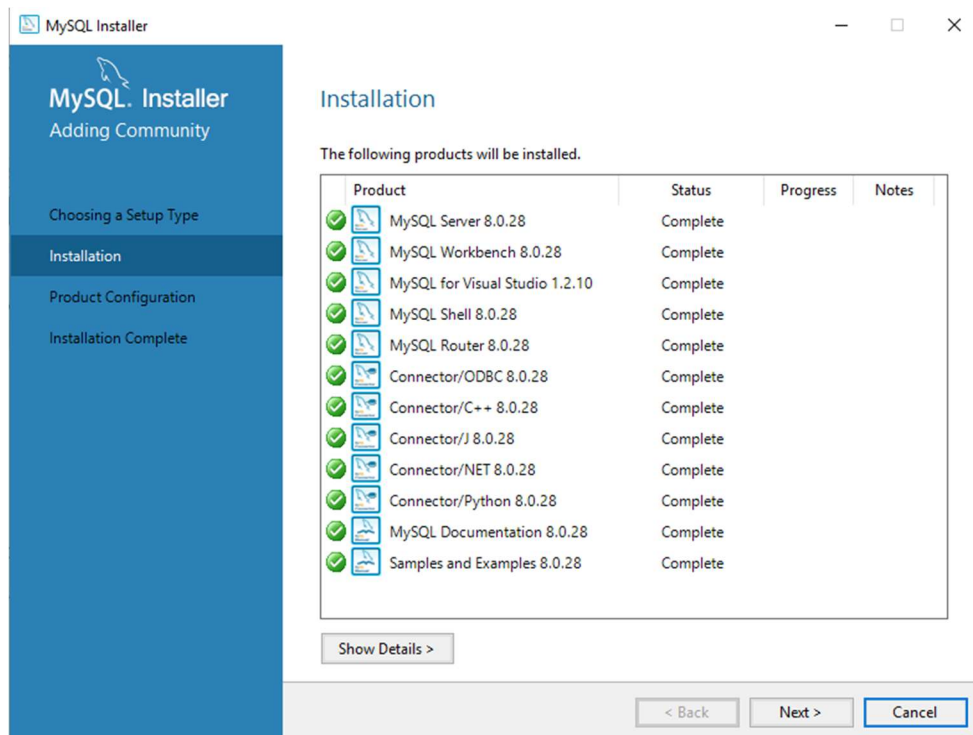 MySQL Installer
MySQL. Installer
Adding Community
Choosing a Setup Type
Installation
Product Configuration
Installation Complete
Installation
The following products will be installed.
Product Status Progress Notes
MySQL Server 8.0.28 Complete
MySQL Workbench 8.0.28 Complete
MySQL for Visual Studio 1.2.10 Complete
MySQL Shell 8.0.28 Complete
MySQL Router 8.0.28 Complete
Connector/ODBC 8.0.28 Complete
Connector/C++ 8.0.28 Complete
Connector/J 8.0.28 Complete
Connector/NET 8.0.28 Complete
Connector/Python 8.0.28 Complete
MySQL Documentation 8.0.28 Complete
Samples and Examples 8.0.28 Complete
Show Details >
< Back Next > Cancel